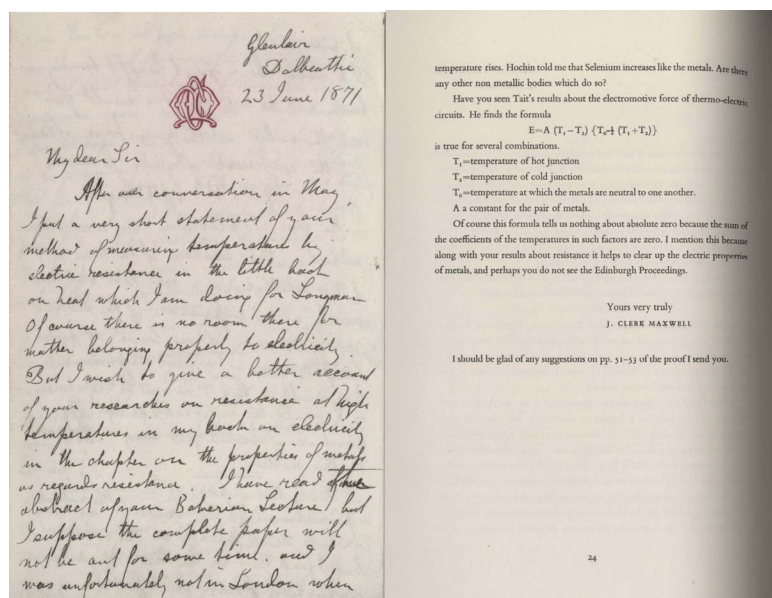 Glenlair
Dalbeattie
23 June 1871
My dear Sir
After our conversation in May,
I put a very short statement of your
method of measuring temperature by
electric resistance in the little book
on heat which I am doing for Longman
Of course there is no room there for
matter belonging properly to electricity.
But I wish to give a better account
of your researches on resistance at high
temperatures in my book on electricity
in the chapter on the properties of metals
as regards resistance. I have read
abstract of your Bakerian Lecture but
I suppose the complete paper will
not be out for some time. and I
was unfortunately not in London when
temperature rises. Hochin told me that Selenium increases like the metals. Are there
any other non metallic bodies which do so?
Have you seen Tait's results about the electromotive force of thermo-electric
circuits. He finds the formula
E=A (T₁−T₂) {T₀−½ (T₁+T₂)}
is true for several combinations.
T₁=temperature of hot junction
T₂=temperature of cold junction
T₀=temperature at which the metals are neutral to one another.
A a constant for the pair of metals.
Of course this formula tells us nothing about absolute zero because the sum of
the coefficients of the temperatures in such factors are zero. I mention this because
along with your results about resistance it helps to clear up the electric properties
of metals, and perhaps you do not see the Edinburgh Proceedings.
Yours very truly
J. CLERK MAXWELL
I should be glad of any suggestions on pp. 51–53 of the proof I send you.
24